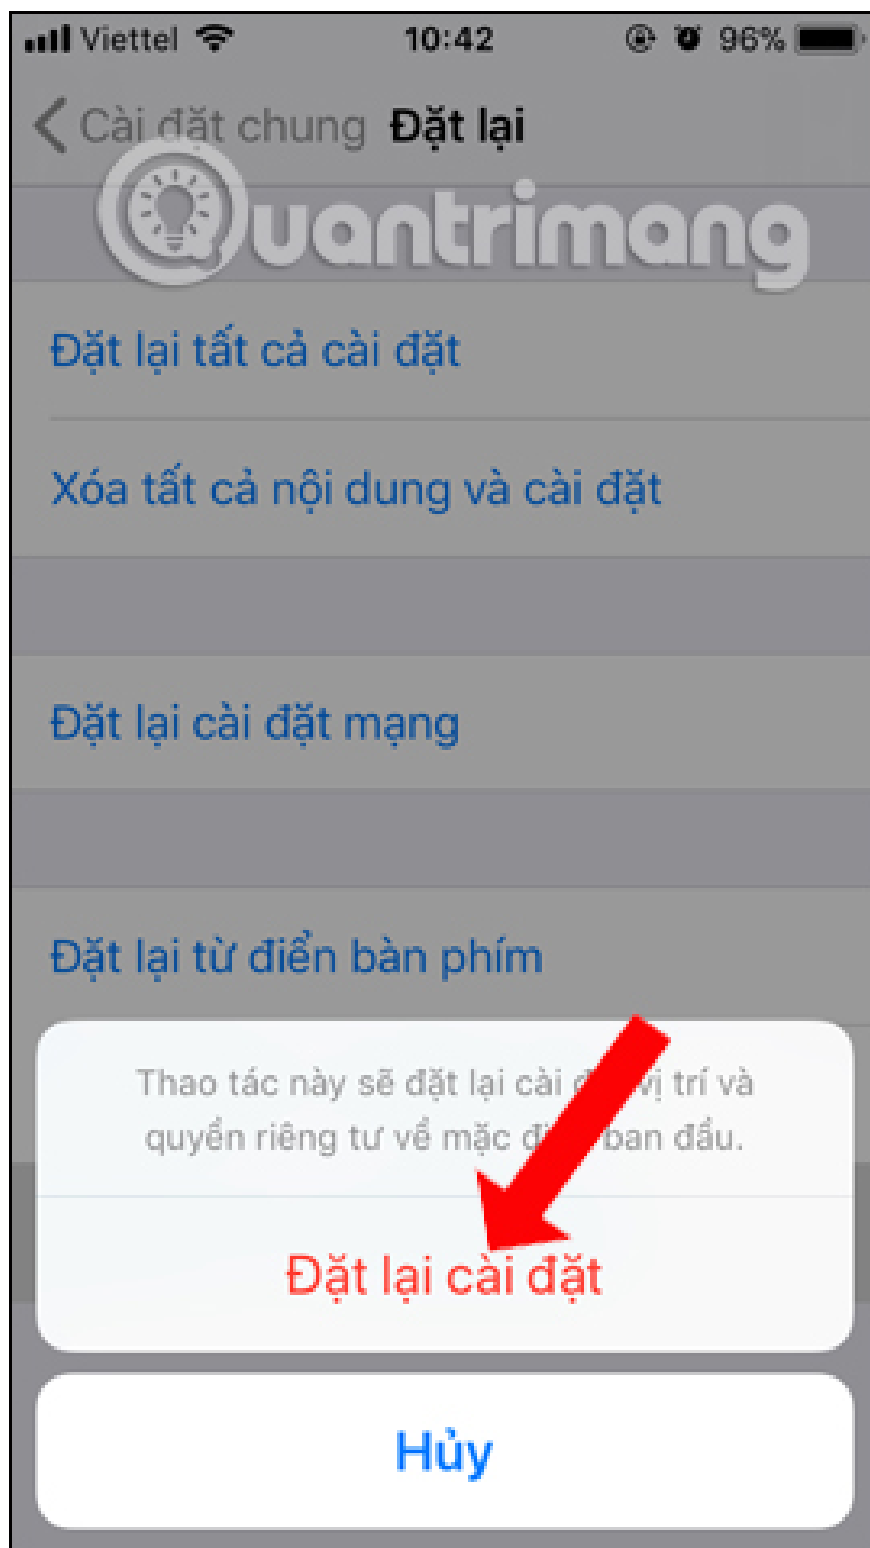 Viettel 10:42 96%
Cài đặt chung Đặt lại
Quantrimang
Đặt lại tất cả cài đặt
Xóa tất cả nội dung và cài đặt
Đặt lại cài đặt mạng
Đặt lại từ điển bàn phím
Thao tác này sẽ đặt lại cài vị trí và
quyền riêng tư về mặc ban đầu.
Đặt lại cài đặt
Hủy